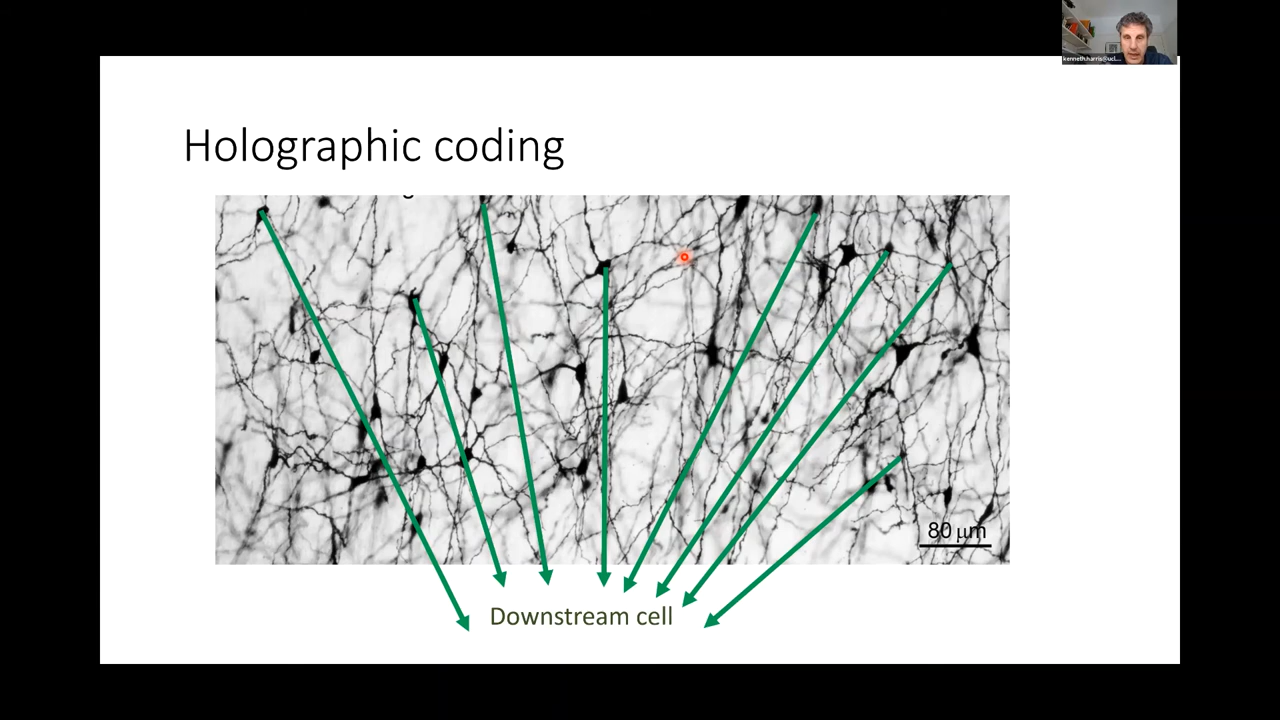 kenneth.harris@ucl....
Holographic coding
80 μm
Downstream cell